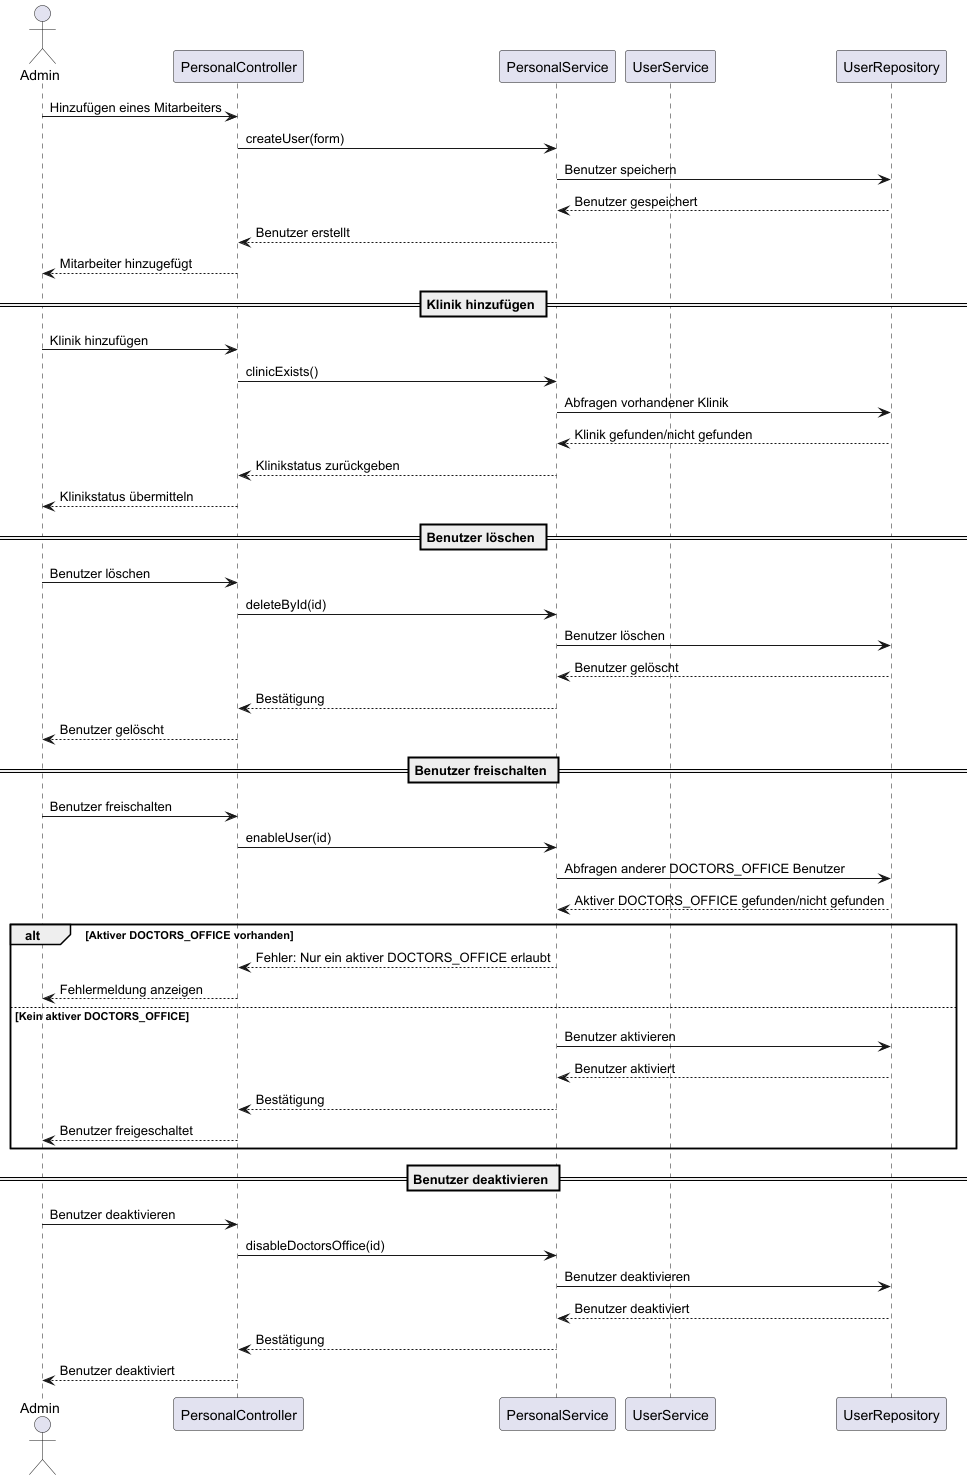 Admin
PersonalController
PersonalService
UserService
UserRepository
Hinzufügen eines Mitarbeiters
createUser(form)
Benutzer speichern
Benutzer gespeichert
Benutzer erstellt
Mitarbeiter hinzugefügt
Klinik hinzufügen
Klinik hinzufügen
clinicExists()
Abfragen vorhandener Klinik
Klinik gefunden/nicht gefunden
Klinikstatus zurückgeben
Klinikstatus übermitteln
Benutzer löschen
Benutzer löschen
deleteById(id)
Benutzer löschen
Benutzer gelöscht
Bestätigung
Benutzer gelöscht
Benutzer freischalten
Benutzer freischalten
enableUser(id)
Abfragen anderer DOCTORS_OFFICE Benutzer
Aktiver DOCTORS_OFFICE gefunden/nicht gefunden
alt
[Aktiver DOCTORS_OFFICE vorhanden]
Fehler: Nur ein aktiver DOCTORS_OFFICE erlaubt
Fehlermeldung anzeigen
[Kein aktiver DOCTORS_OFFICE]
Benutzer aktivieren
Benutzer aktiviert
Bestätigung
Benutzer freigeschaltet
Benutzer deaktivieren
Benutzer deaktivieren
disableDoctorsOffice(id)
Benutzer deaktivieren
Benutzer deaktiviert
Bestätigung
Benutzer deaktiviert
Admin
PersonalController
PersonalService
UserService
UserRepository